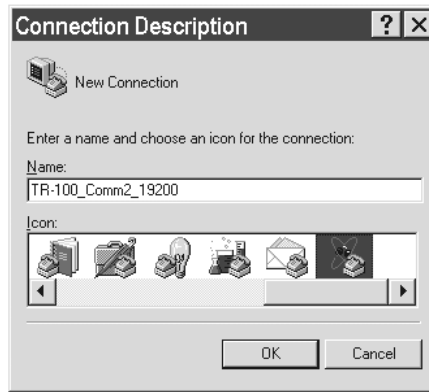 Connection Description
?
New Connection
Enter a name and choose an icon for the connection:
Name:
TR-100_Comm2_19200
Icon:
OK
Cancel